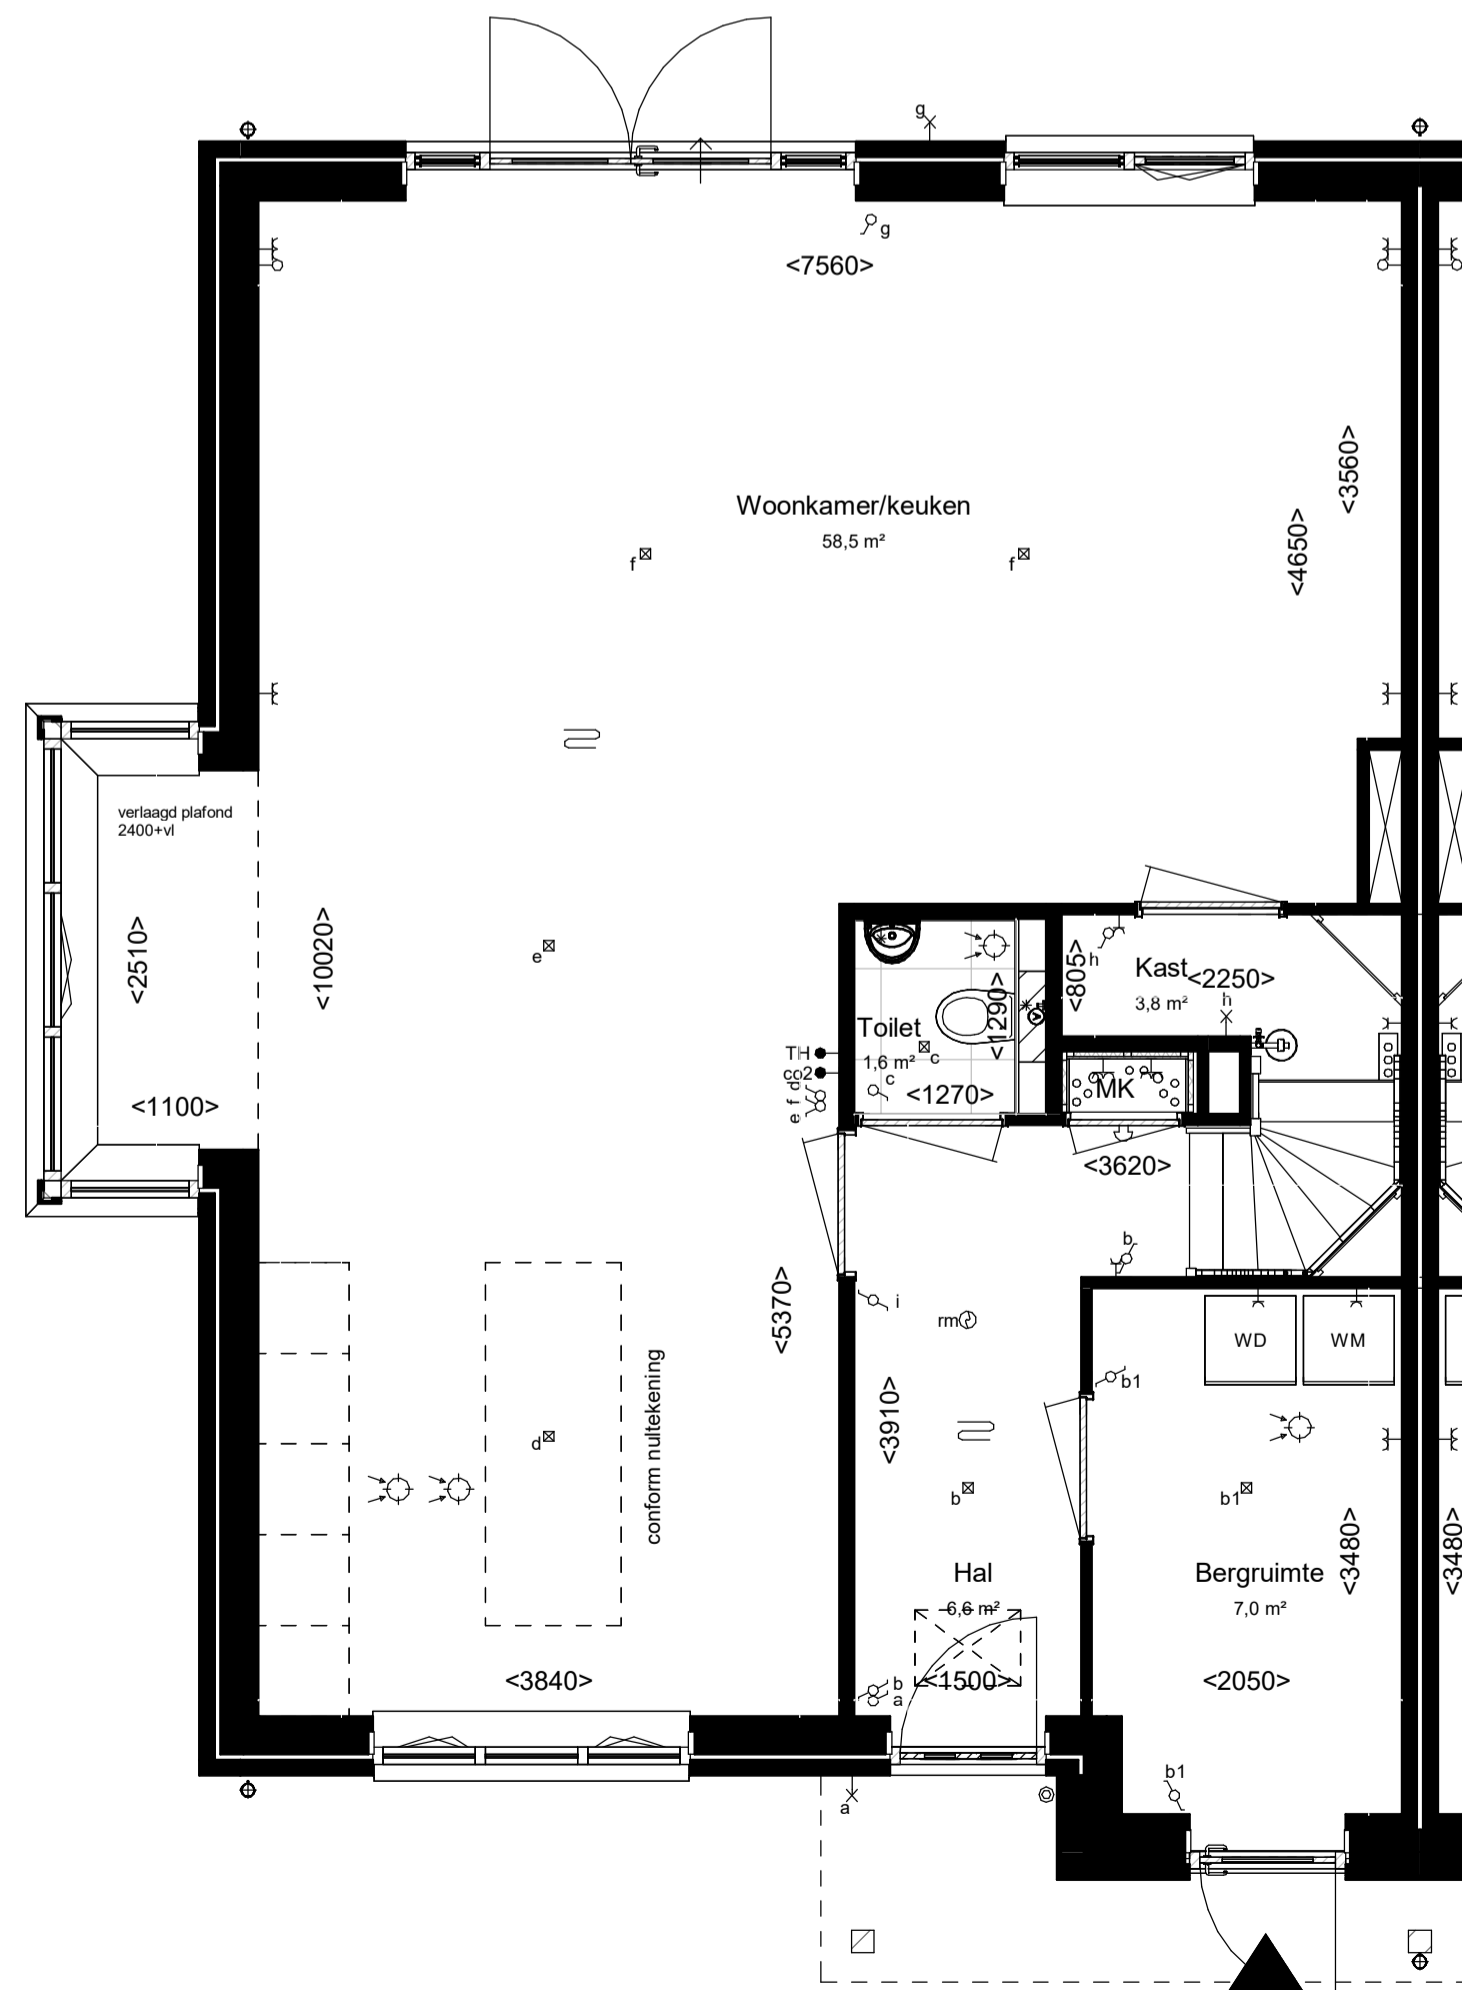 g
g
<7560>
<3560>
Woonkamer/keuken
58,5 m²
<4650>
f
f
verlaagd plafond
2400+vl
<2510>
<10020>
e
h
<805>
Kast
<2250>
3,8 m²
h
<1290>
Toilet
1,6 m²
c
c
<1270>
TH
co2
d
f
e
MK
<1100>
<3620>
b
<5370>
i
rm
WD
WM
b1
conform nultekening
<3910>
d
b
b1
<3480>
<3480>
Hal
6,6 m²
Bergruimte
7,0 m²
<3840>
b
a
<1500>
<2050>
b1
a